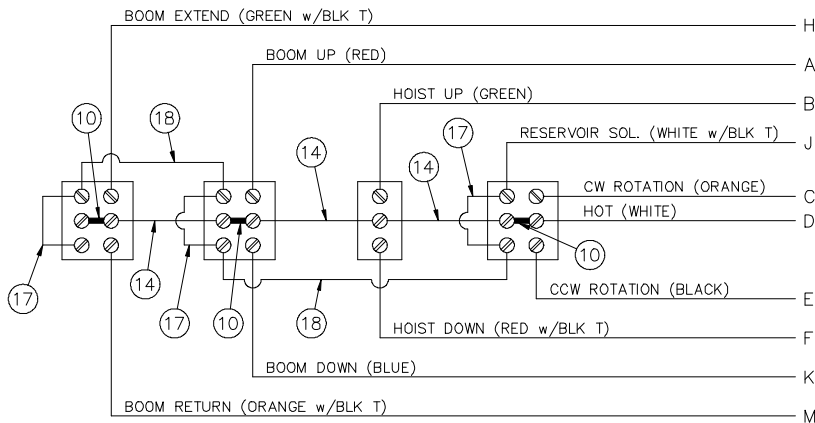 BOOM EXTEND (GREEN w/BLK T)
H
BOOM UP (RED)
A
HOIST UP (GREEN)
B
10
18
17
RESERVOIR SOL. (WHITE w/BLK T)
J
14
14
CW ROTATION (ORANGE)
C
HOT (WHITE)
D
10
17
14
17
10
18
CCW ROTATION (BLACK)
E
HOIST DOWN (RED w/BLK T)
F
BOOM DOWN (BLUE)
K
BOOM RETURN (ORANGE w/BLK T)
M